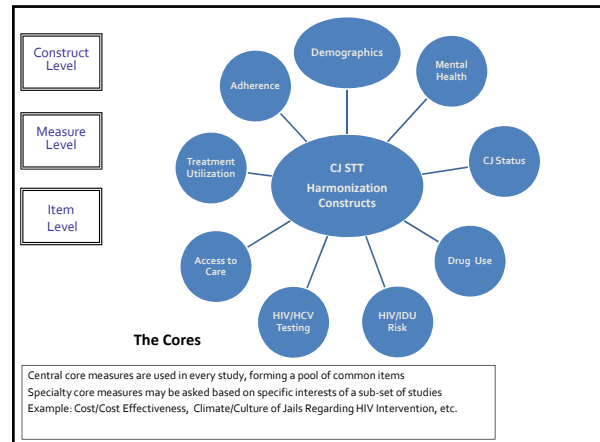 Construct
Level
Measure
Level
Item
Level
Demographics
Mental
Health
CJ Status
Drug Use
HIV/IDU
Risk
HIV/HCV
Testing
Access to
Care
Treatment
Utilization
Adherence
CJ STT
Harmonization
Constructs
The Cores
Central core measures are used in every study, forming a pool of common items
Specialty core measures may be asked based on specific interests of a sub-set of studies
Example: Cost/Cost Effectiveness, Climate/Culture of Jails Regarding HIV Intervention, etc.